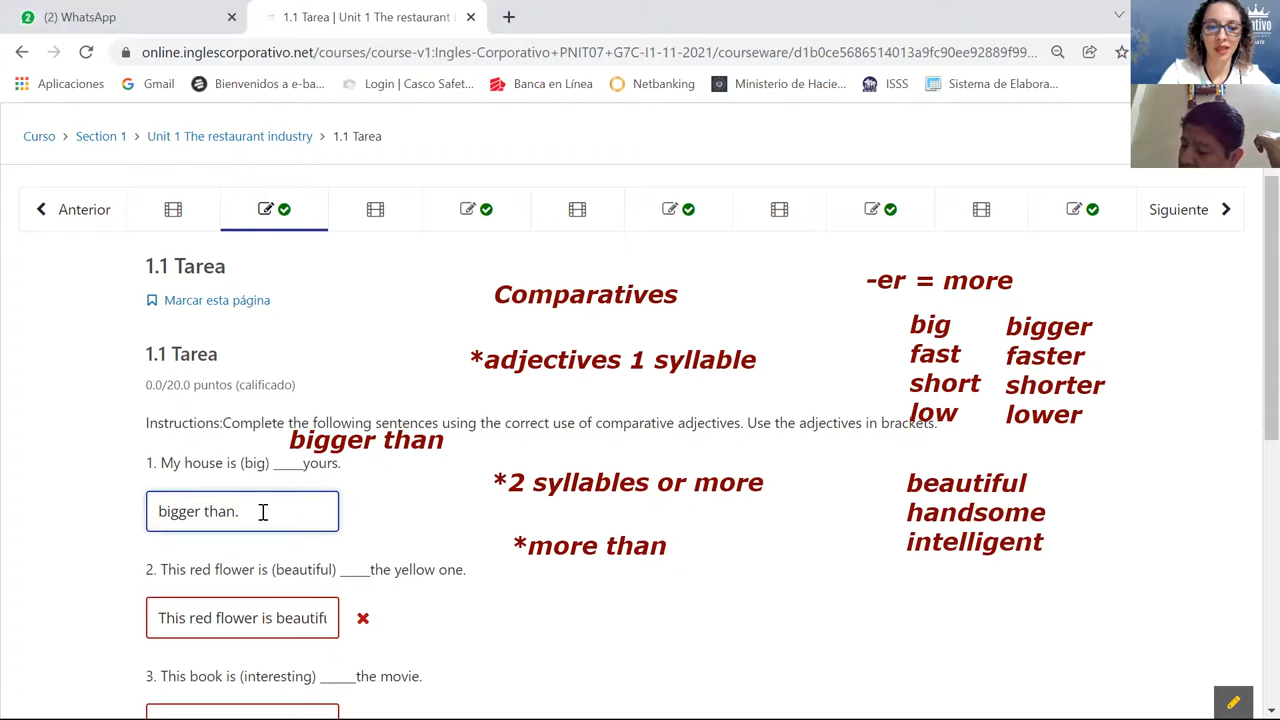 (2) WhatsApp
1.1 Tarea | Unit 1 The restaurant i
online.inglescorporativo.net/courses/course-v1:Ingles-Corporativo+PNIT07+G7C-I1-11-2021/courseware/d1b0ce5686514013a9fc90ee92889f99...
Aplicaciones
Gmail
Bienvenidos a e-ba...
Login | Casco Safet...
Banca en Línea
Netbanking
Ministerio de Hacie...
ISSS
Sistema de Elabora...
Curso > Section 1 > Unit 1 The restaurant industry > 1.1 Tarea
Anterior
Siguiente
1.1 Tarea
Marcar esta página
Comparatives
-er = more
big bigger
fast faster
short shorter
low lower
1.1 Tarea
*adjectives 1 syllable
0.0/20.0 puntos (calificado)
Instructions:Complete the following sentences using the correct use of comparative adjectives. Use the adjectives in brackets.
bigger than
1. My house is (big) _____yours.
bigger than.
*2 syllables or more
*more than
beautiful
handsome
intelligent
2. This red flower is (beautiful) _____the yellow one.
This red flower is beautifu
3. This book is (interesting) ______the movie.